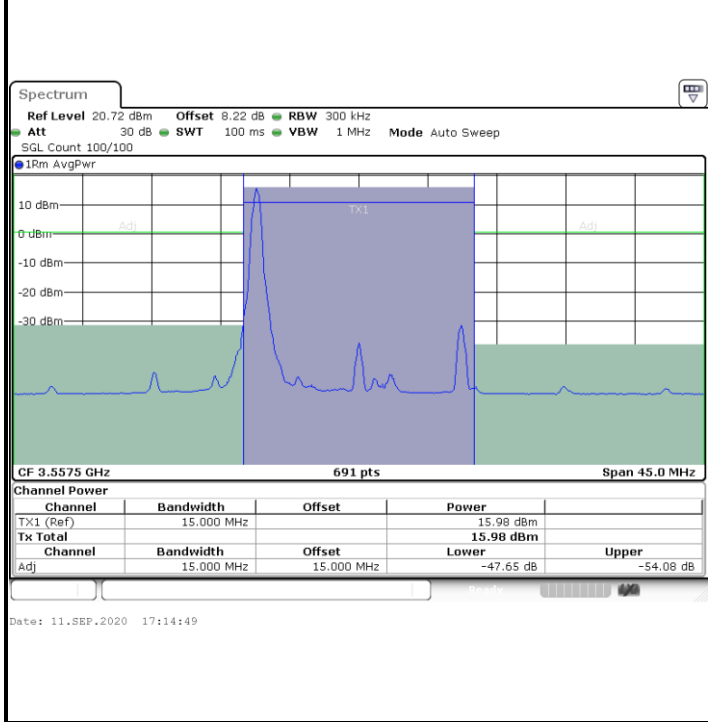 Spectrum
Ref Level 20.72 dBm Offset 8.22 dB RBW 300 kHz
Att 30 dB SWT 100 ms VBW 1 MHz Mode Auto Sweep
SGL Count 100/100
1Rm AvgPwr
10 dBm
TX1
Adj Adj
0 dBm
-10 dBm
-20 dBm
-30 dBm
CF 3.5575 GHz 691 pts Span 45.0 MHz
Channel Power
Channel Bandwidth Offset Power
TX1 (Ref) 15.000 MHz 15.98 dBm
Tx Total 15.98 dBm
Channel Bandwidth Offset Lower Upper
Adj 15.000 MHz 15.000 MHz -47.65 dB -54.08 dB
Ready
Date: 11.SEP.2020 17:14:49